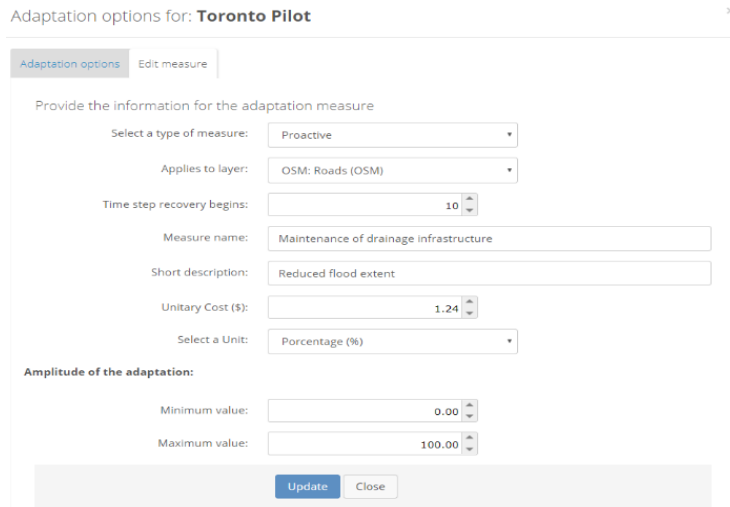 Adaptation options for: Toronto Pilot
Adaptation options Edit measure
Provide the information for the adaptation measure
Select a type of measure: Proactive
Applies to layer: OSM: Roads (OSM)
Time step recovery begins: 10
Measure name: Maintenance of drainage infrastructure
Short description: Reduced flood extent
Unitary Cost ($): 1.24
Select a Unit: Porcentage (%)
Amplitude of the adaptation:
Minimum value: 0.00
Maximum value: 100.00
Update Close